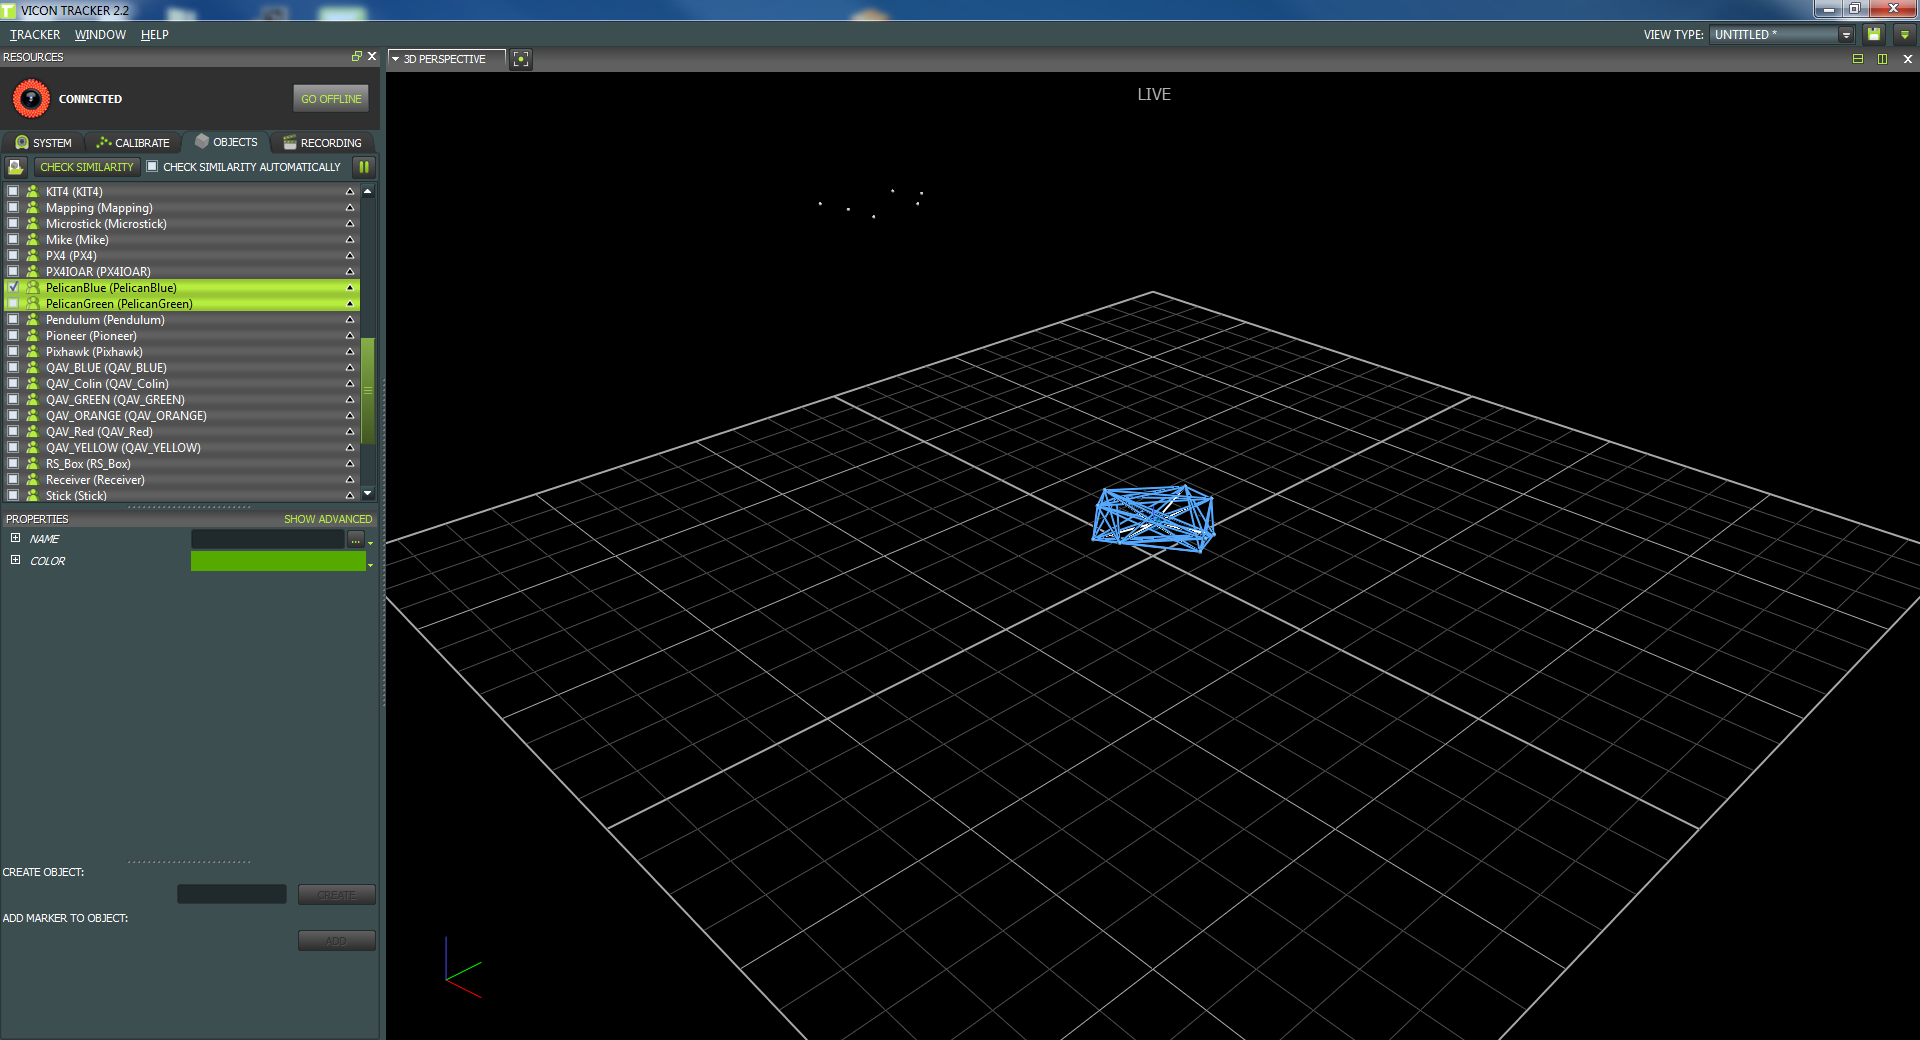 VICON TRACKER 2.2
TRACKER WINDOW HELP
VIEW TYPE: UNTITLED *
RESOURCES
3D PERSPECTIVE
LIVE
CONNECTED
GO OFFLINE
SYSTEM CALIBRATE OBJECTS RECORDING
CHECK SIMILARITY CHECK SIMILARITY AUTOMATICALLY
KIT4 (KIT4)
Mapping (Mapping)
Microstick (Microstick)
Mike (Mike)
PX4 (PX4)
PX4IOAR (PX4IOAR)
PelicanBlue (PelicanBlue)
PelicanGreen (PelicanGreen)
Pendulum (Pendulum)
Pioneer (Pioneer)
Pixhawk (Pixhawk)
QAV_BLUE (QAV_BLUE)
QAV_Colin (QAV_Colin)
QAV_GREEN (QAV_GREEN)
QAV_ORANGE (QAV_ORANGE)
QAV_Red (QAV_Red)
QAV_YELLOW (QAV_YELLOW)
RS_Box (RS_Box)
Receiver (Receiver)
Stick (Stick)
PROPERTIES SHOW ADVANCED
NAME ...
COLOR
CREATE OBJECT:
CREATE
ADD MARKER TO OBJECT:
ADD